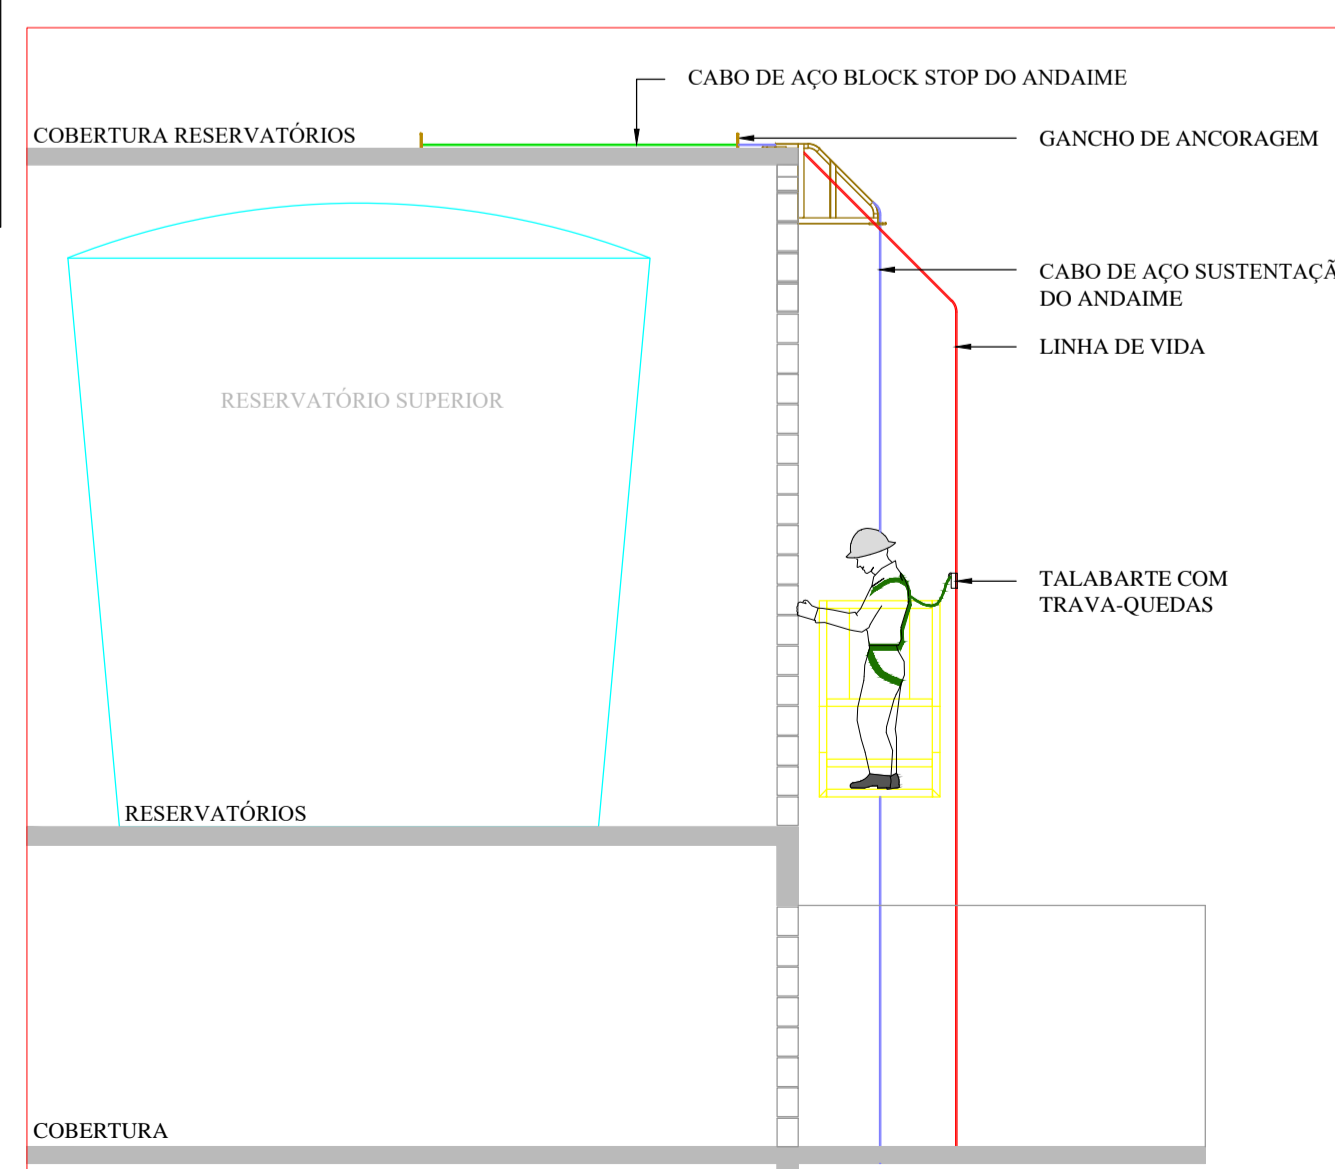 CABO DE AÇO BLOCK STOP DO ANDAIME
COBERTURA RESERVATÓRIOS
GANCHO DE ANCORAGEM
CABO DE AÇO SUSTENTAÇÃ
DO ANDAIME
LINHA DE VIDA
RESERVATÓRIO SUPERIOR
TALABARTE COM
TRAVA-QUEDAS
RESERVATÓRIOS
COBERTURA